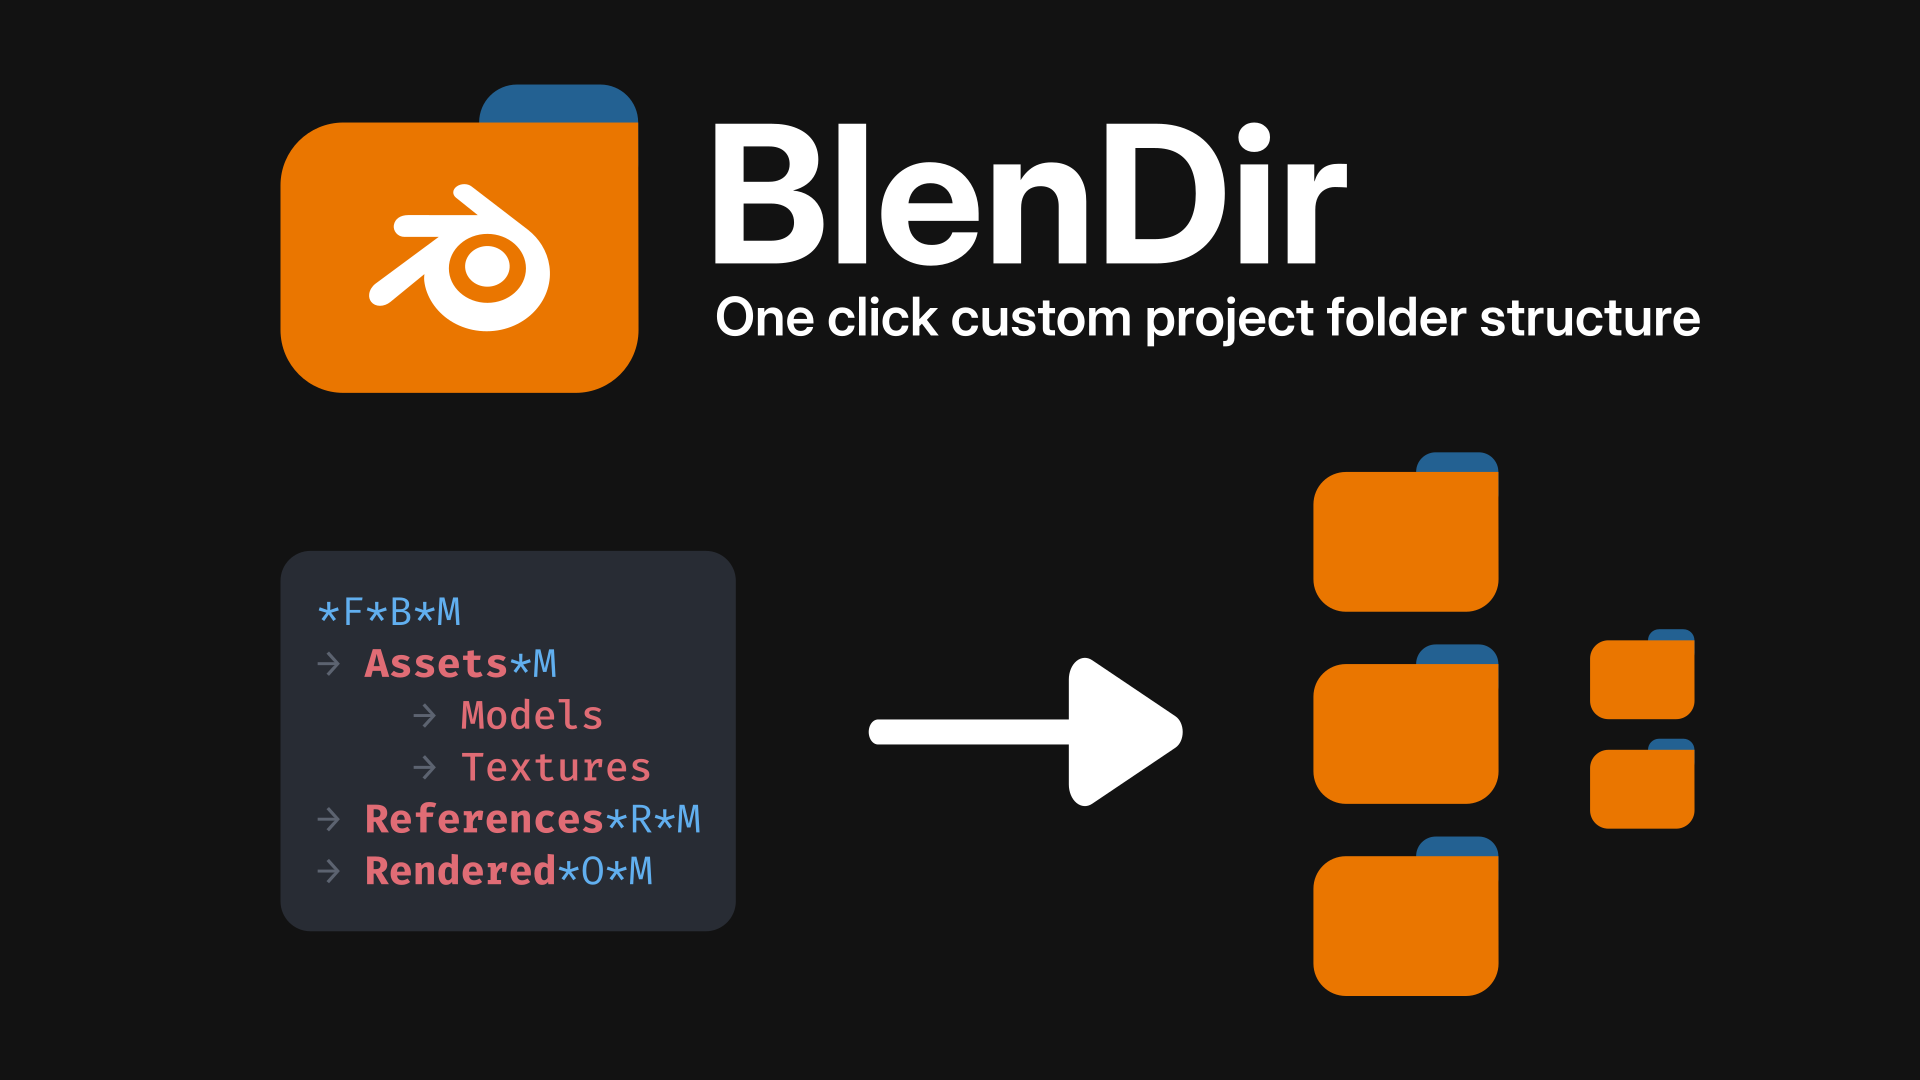 BlenDir
One click custom project folder structure
*F*B*M
→ Assets*M
→ Models
→ Textures
→ References*R*M
→ Rendered*O*M